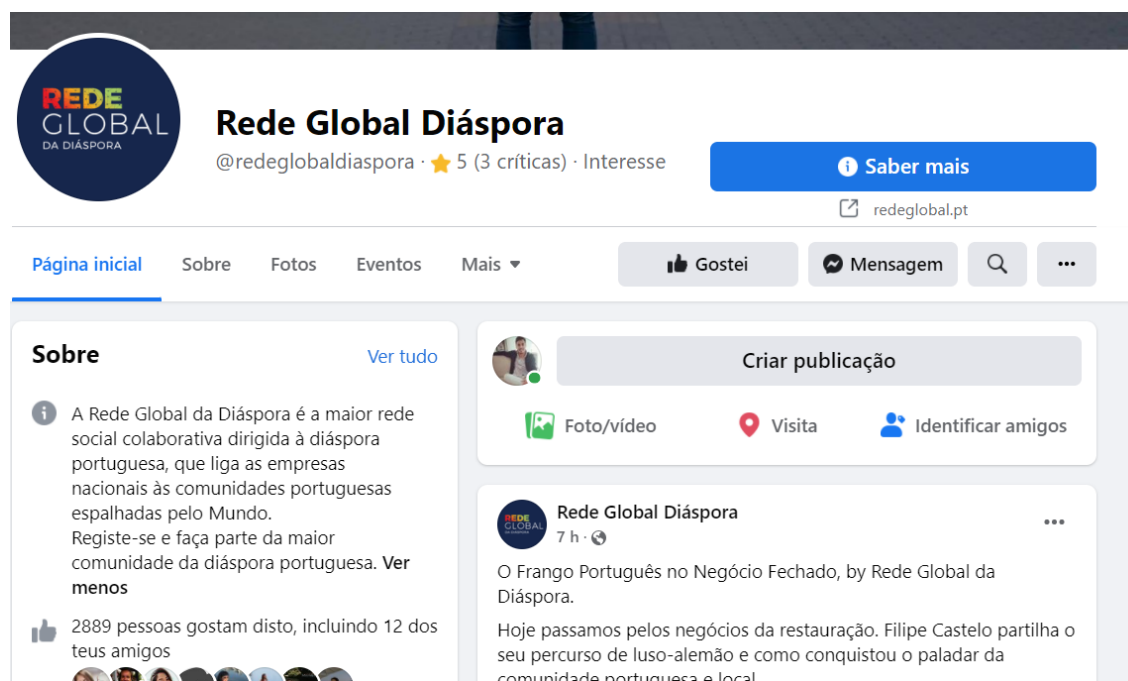 REDE
GLOBAL
DA DIÁSPORA
Rede Global Diáspora
@redeglobaldiaspora · 5 (3 críticas) · Interesse
Saber mais
redeglobal.pt
Página inicial
Sobre
Fotos
Eventos
Mais
Gostei
Mensagem
Sobre
Ver tudo
A Rede Global da Diáspora é a maior rede
social colaborativa dirigida à diáspora
portuguesa, que liga as empresas
nacionais às comunidades portuguesas
espalhadas pelo Mundo.
Registe-se e faça parte da maior
comunidade da diáspora portuguesa. Ver
menos
2889 pessoas gostam disto, incluindo 12 dos
teus amigos
Criar publicação
Foto/vídeo
Visita
Identificar amigos
REDE
GLOBAL
Rede Global Diáspora
7 h ·
O Frango Português no Negócio Fechado, by Rede Global da
Diáspora.
Hoje passamos pelos negócios da restauração. Filipe Castelo partilha o
seu percurso de luso-alemão e como conquistou o paladar da
comunidade portuguesa e local